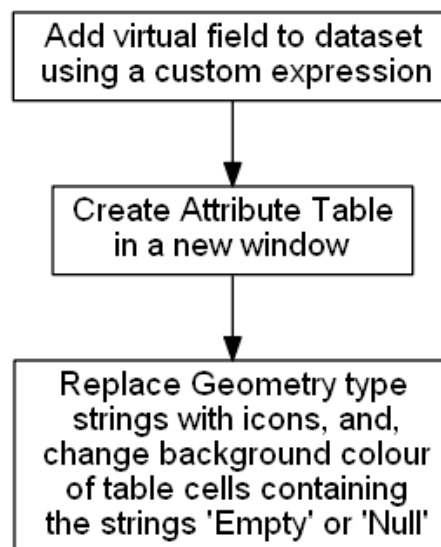 Add virtual field to dataset
using a custom expression
Create Attribute Table
in a new window
Replace Geometry type
strings with icons, and,
change background colour
of table cells containing
the strings 'Empty' or 'Null'